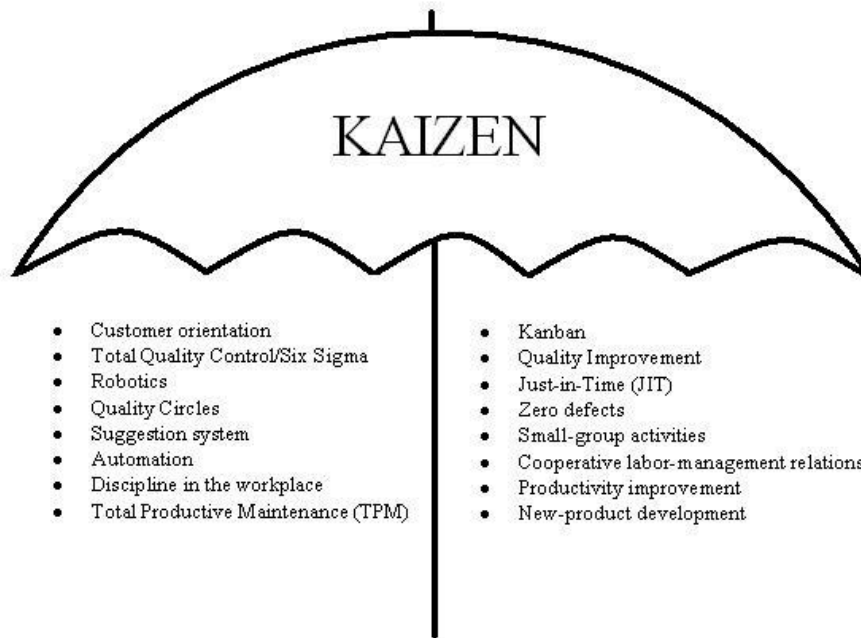 KAIZEN
Customer orientation
Total Quality Control/Six Sigma
Robotics
Quality Circles
Suggestion system
Automation
Discipline in the workplace
Total Productive Maintenance (TPM)
Kanban
Quality Improvement
Just-in-Time (JIT)
Zero defects
Small-group activities
Cooperative labor-management relations
Productivity improvement
New-product development